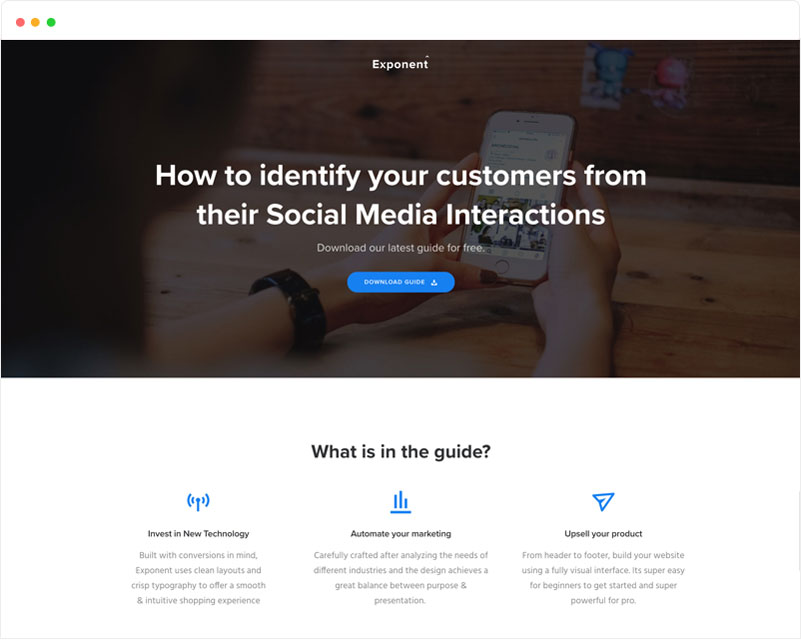 Exponent
How to identify your customers from
their Social Media Interactions
Download our latest guide for free.
DOWNLOAD GUIDE
What is in the guide?
Invest in New Technology
Built with conversions in mind,
Exponent uses clean layouts and
crisp typography to offer a smooth
& intuitive shopping experience
Automate your marketing
Carefully crafted after analyzing the needs of
different industries and the design achieves a
great balance between purpose &
presentation.
Upsell your product
From header to footer, build your website
using a fully visual interface. Its super easy
for beginners to get started and super
powerful for pro.